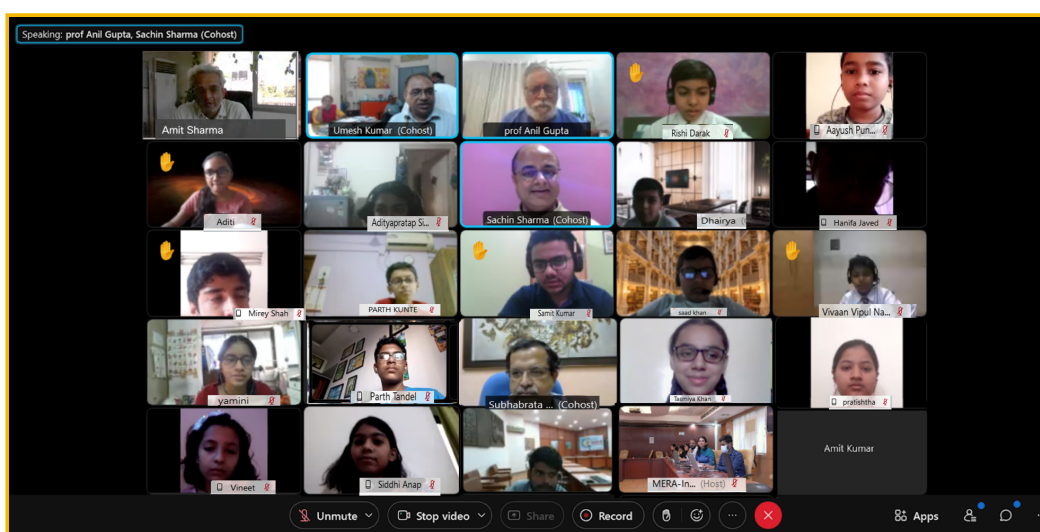 Speaking: prof Anil Gupta, Sachin Sharma (Cohost)
Amit Sharma
Umesh Kumar (Cohost)
prof Anil Gupta
Rishi Darak
Aayush Pun...
Aditi
Adityapratap Si...
Sachin Sharma (Cohost)
Dhairya
Hanifa Javed
Mirey Shah
PARTH KUNTE
Samit Kumar
saad khan
Vivaan Vipul Na...
yamini
Parth Tandel
Subhabrata ... (Cohost)
Tasmiya Khan
pratishtha
Vineet
Siddhi Anap
MERA-In... (Host)
Amit Kumar
Unmute
Stop video
Share
Record
Apps